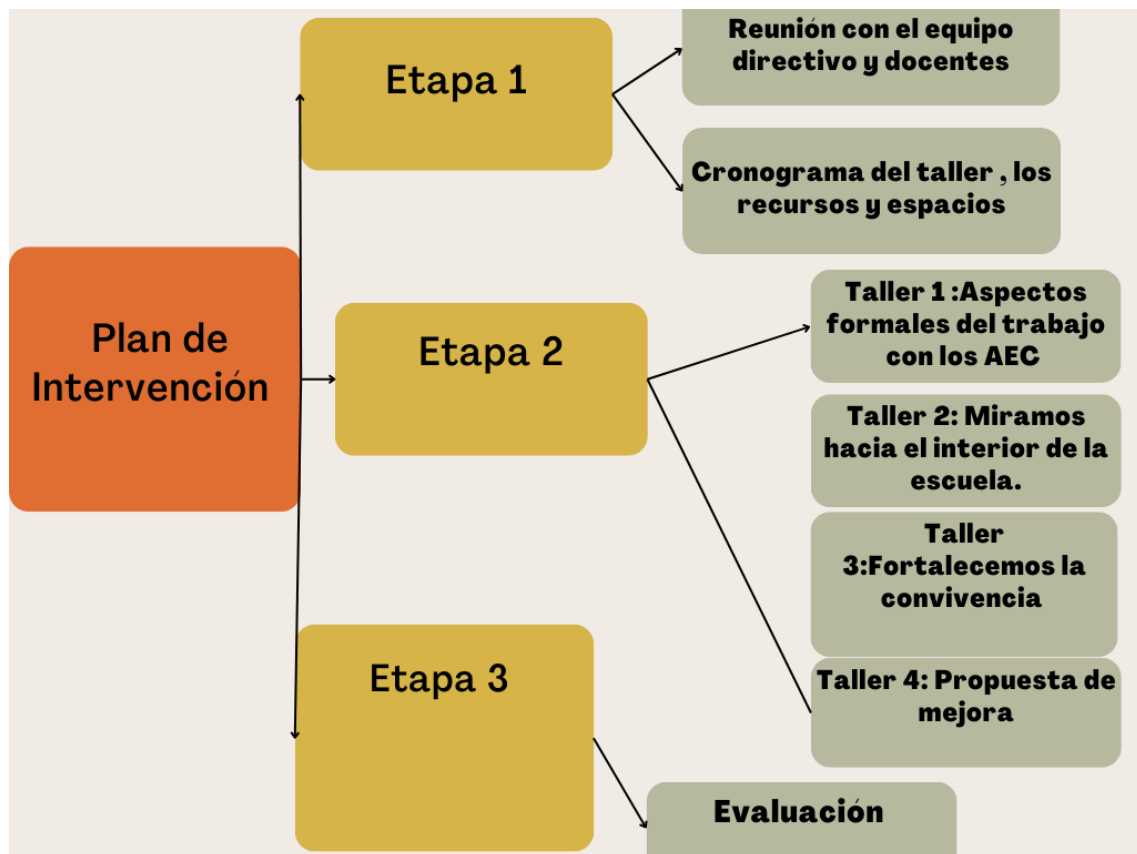 Plan de
Intervención
Etapa 1
Reunión con el equipo
directivo y docentes
Cronograma del taller , los
recursos y espacios
Etapa 2
Taller 1 :Aspectos
formales del trabajo
con los AEC
Taller 2: Miramos
hacia el interior de la
escuela.
Taller
3:Fortalecemos la
convivencia
Taller 4: Propuesta de
mejora
Etapa 3
Evaluación